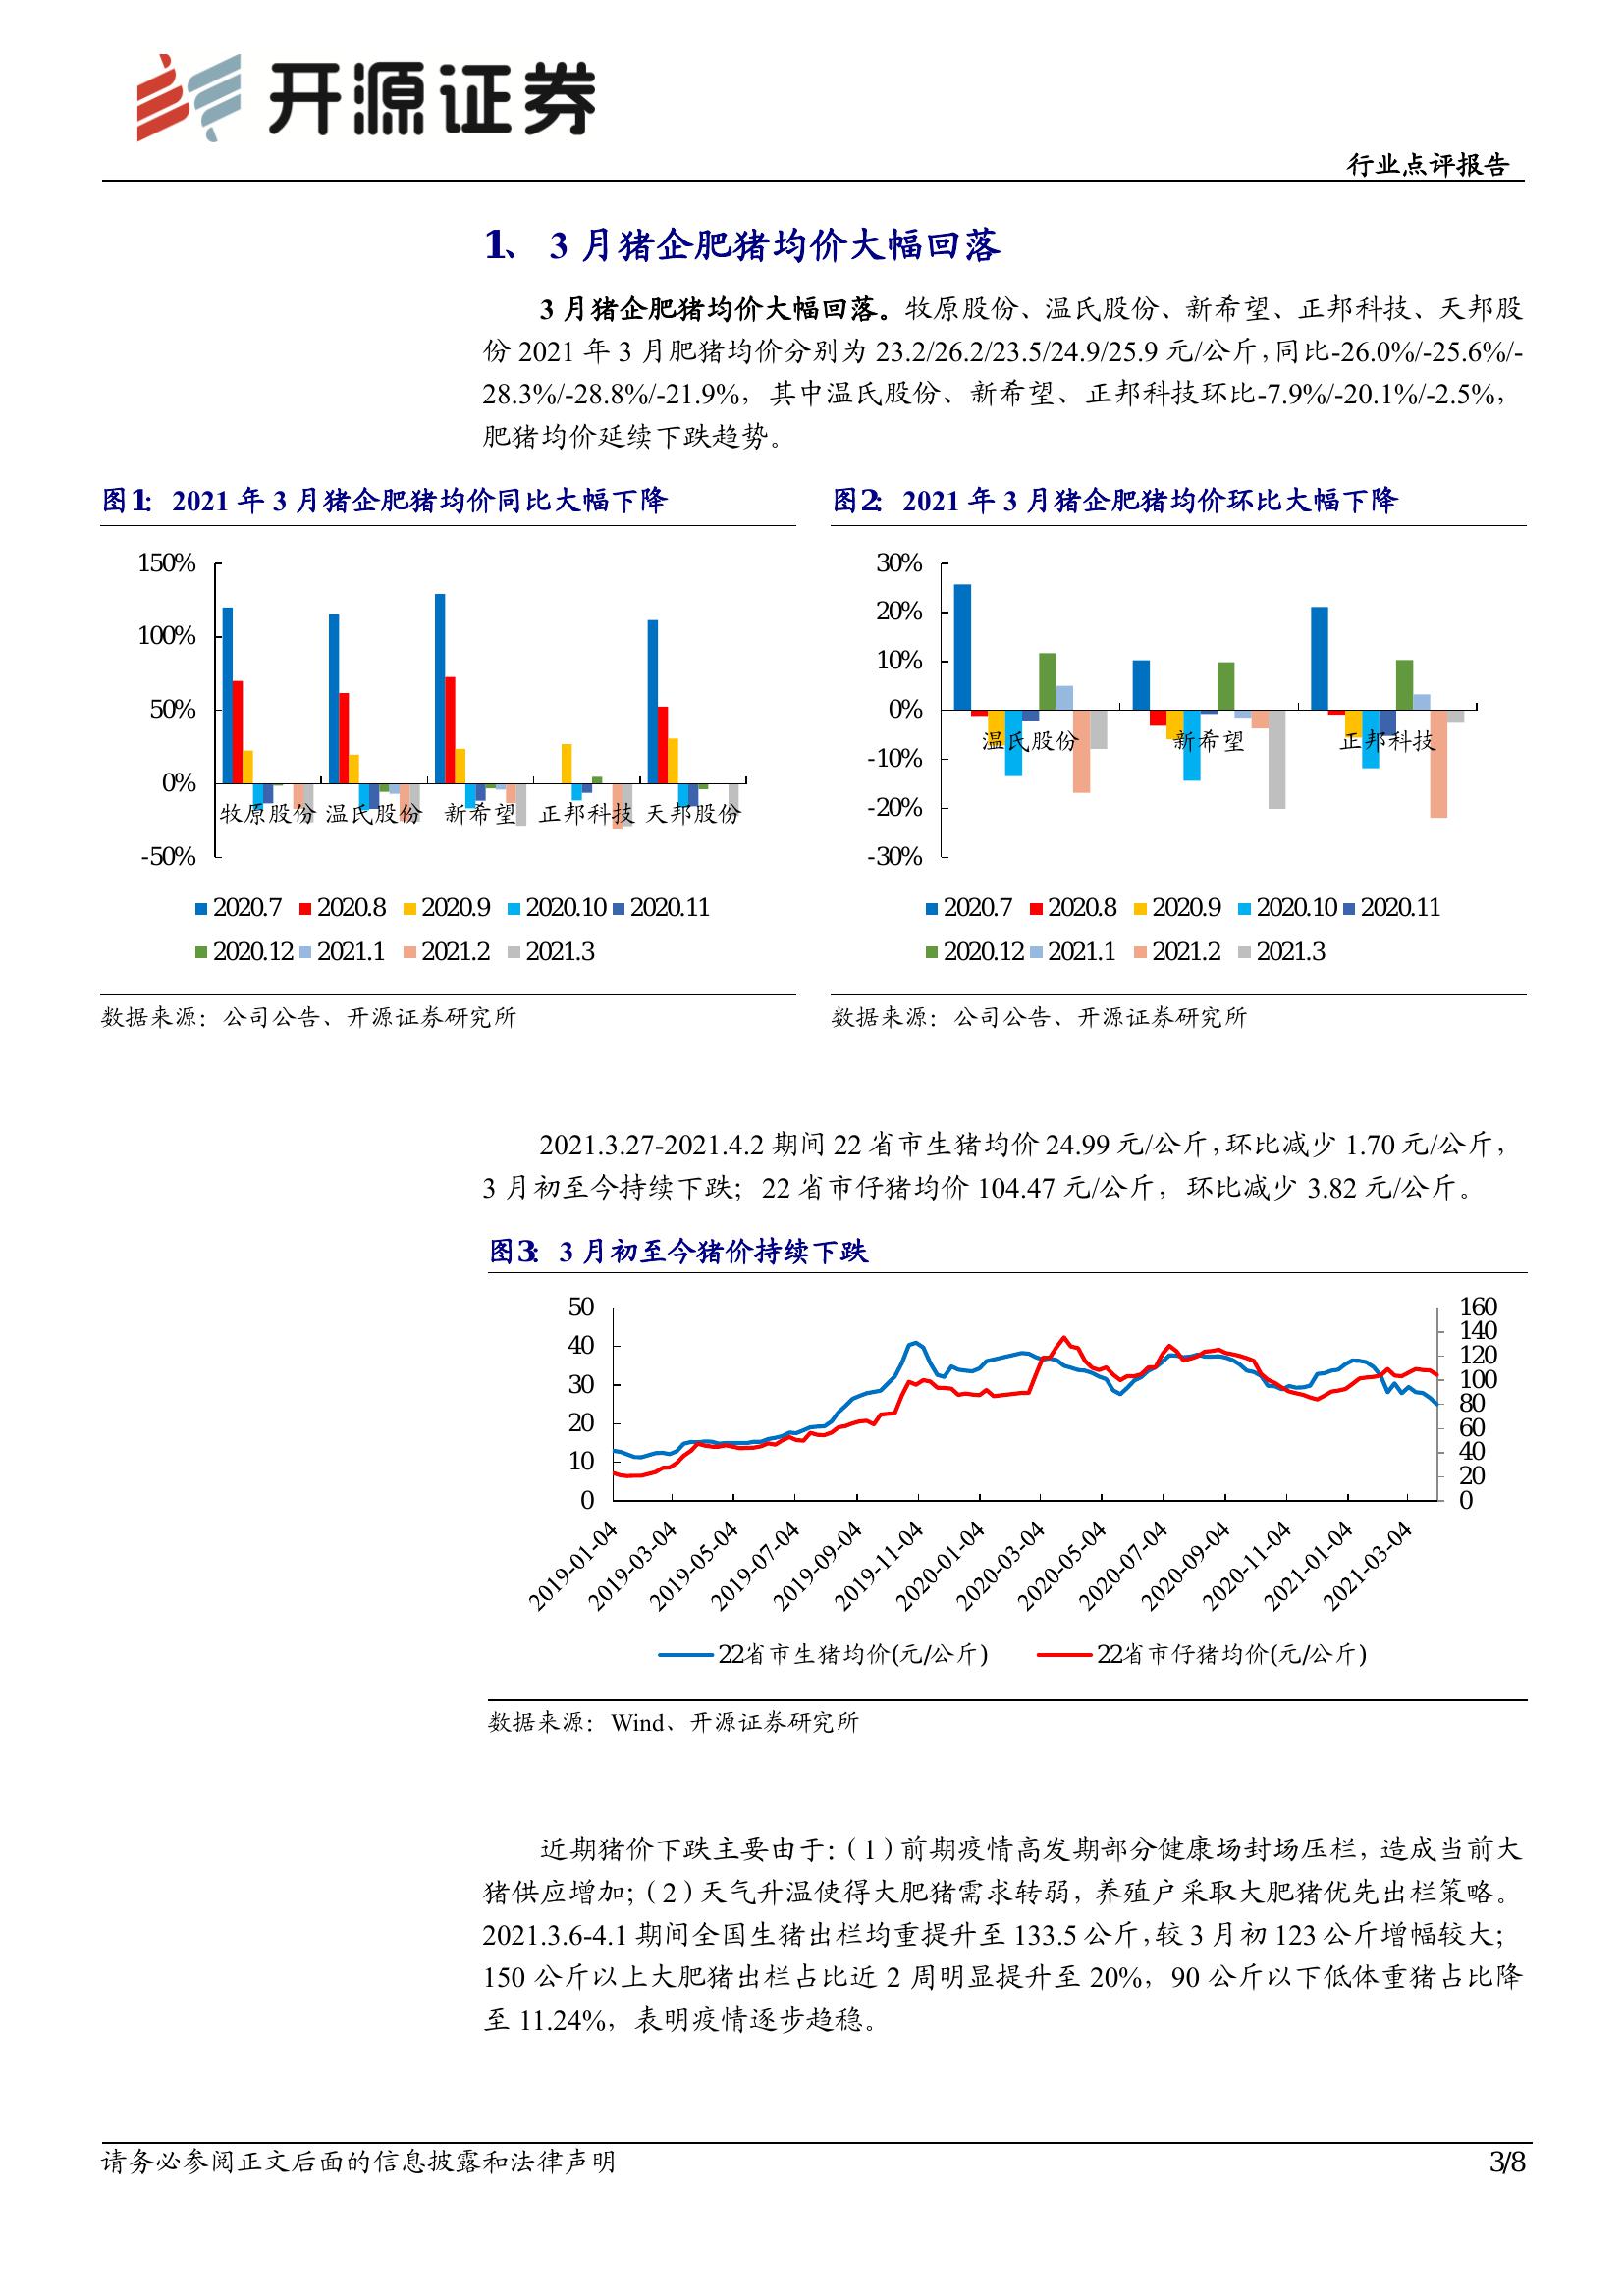 开源证券
行业点评报告
1、 3 月猪企肥猪均价大幅回落
3 月猪企肥猪均价大幅回落。牧原股份、温氏股份、新希望、正邦科技、天邦股
份 2021 年 3 月肥猪均价分别为 23.2/26.2/23.5/24.9/25.9 元/公斤，同比-26.0%/-25.6%/-
28.3%/-28.8%/-21.9%，其中温氏股份、新希望、正邦科技环比-7.9%/-20.1%/-2.5%，
肥猪均价延续下跌趋势。
图1：2021 年 3 月猪企肥猪均价同比大幅下降
150%
100%
50%
0%
-50%
牧原股份 温氏股份 新希望 正邦科技 天邦股份
2020.7 2020.8 2020.9 2020.10 2020.11
2020.12 2021.1 2021.2 2021.3
数据来源：公司公告、开源证券研究所
图2：2021 年 3 月猪企肥猪均价环比大幅下降
30%
20%
10%
0%
-10%
-20%
-30%
温氏股份 新希望 正邦科技
2020.7 2020.8 2020.9 2020.10 2020.11
2020.12 2021.1 2021.2 2021.3
数据来源：公司公告、开源证券研究所
2021.3.27-2021.4.2 期间 22 省市生猪均价 24.99 元/公斤，环比减少 1.70 元/公斤，
3 月初至今持续下跌；22 省市仔猪均价 104.47 元/公斤，环比减少 3.82 元/公斤。
图3：3 月初至今猪价持续下跌
50
40
30
20
10
0
160
140
120
100
80
60
40
20
0
2019-01-04 2019-03-04 2019-05-04 2019-07-04 2019-09-04 2019-11-04 2020-01-04 2020-03-04 2020-05-04 2020-07-04 2020-09-04 2020-11-04 2021-01-04 2021-03-04
22省市生猪均价(元/公斤) 22省市仔猪均价(元/公斤)
数据来源：Wind、开源证券研究所
近期猪价下跌主要由于：（1）前期疫情高发期部分健康场封场压栏，造成当前大
猪供应增加；（2）天气升温使得大肥猪需求转弱，养殖户采取大肥猪优先出栏策略。
2021.3.6-4.1 期间全国生猪出栏均重提升至 133.5 公斤，较 3 月初 123 公斤增幅较大；
150 公斤以上大肥猪出栏占比近 2 周明显提升至 20%，90 公斤以下低体重猪占比降
至 11.24%，表明疫情逐步趋稳。
请务必参阅正文后面的信息披露和法律声明
3/8